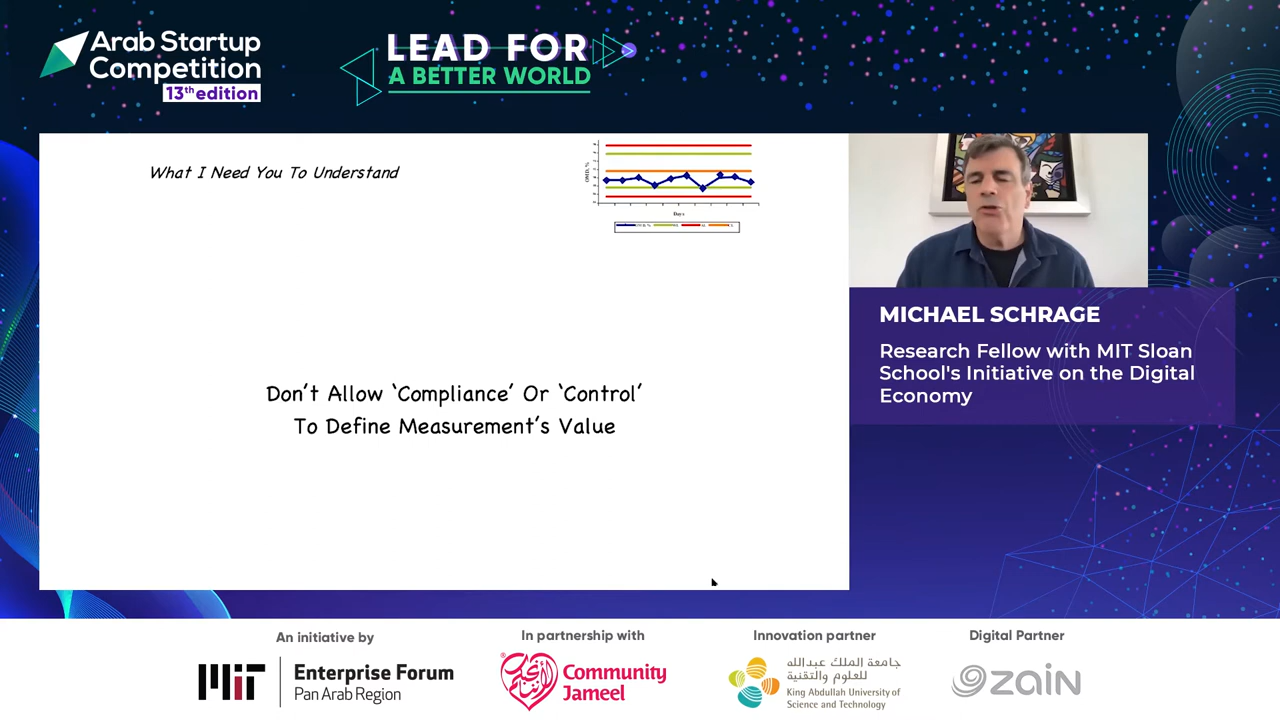 Arab Startup
Competition
13th edition
LEAD FOR
A BETTER WORLD
What I Need You To Understand
Days
Don't Allow 'Compliance' Or 'Control'
To Define Measurement's Value
MICHAEL SCHRAGE
Research Fellow with MIT Sloan
School's Initiative on the Digital
Economy
An initiative by
MIT
Enterprise Forum
Pan Arab Region
In partnership with
Community
Jameel
Innovation partner
جامعة الملك عبدالله
للعلوم والتقنية
King Abdullah University of
Science and Technology
Digital Partner
zain